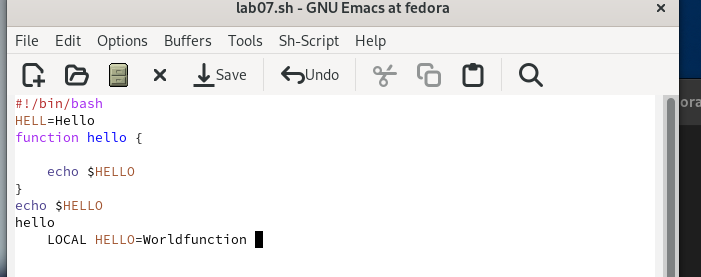 lab07.sh - GNU Emacs at fedora
File Edit Options Buffers Tools Sh-Script Help
Save Undo
#!/bin/bash
HELL=Hello
function hello {
echo $HELLO
}
echo $HELLO
hello
LOCAL HELLO=Worldfunction
ora